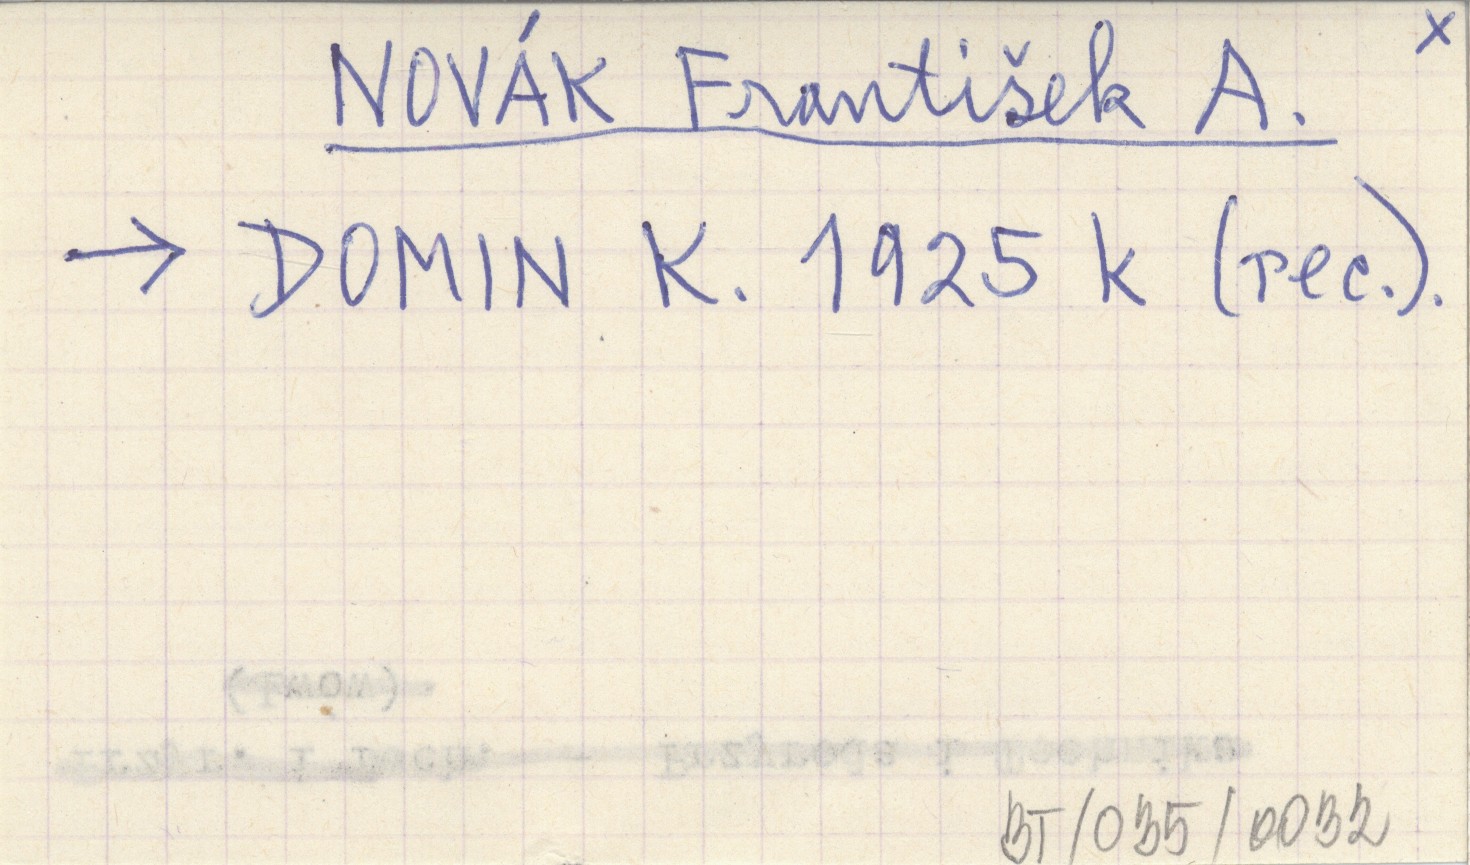 x
NOVÁK František A.
→ DOMIN K. 1925 k (rec.).
BT/035/0032